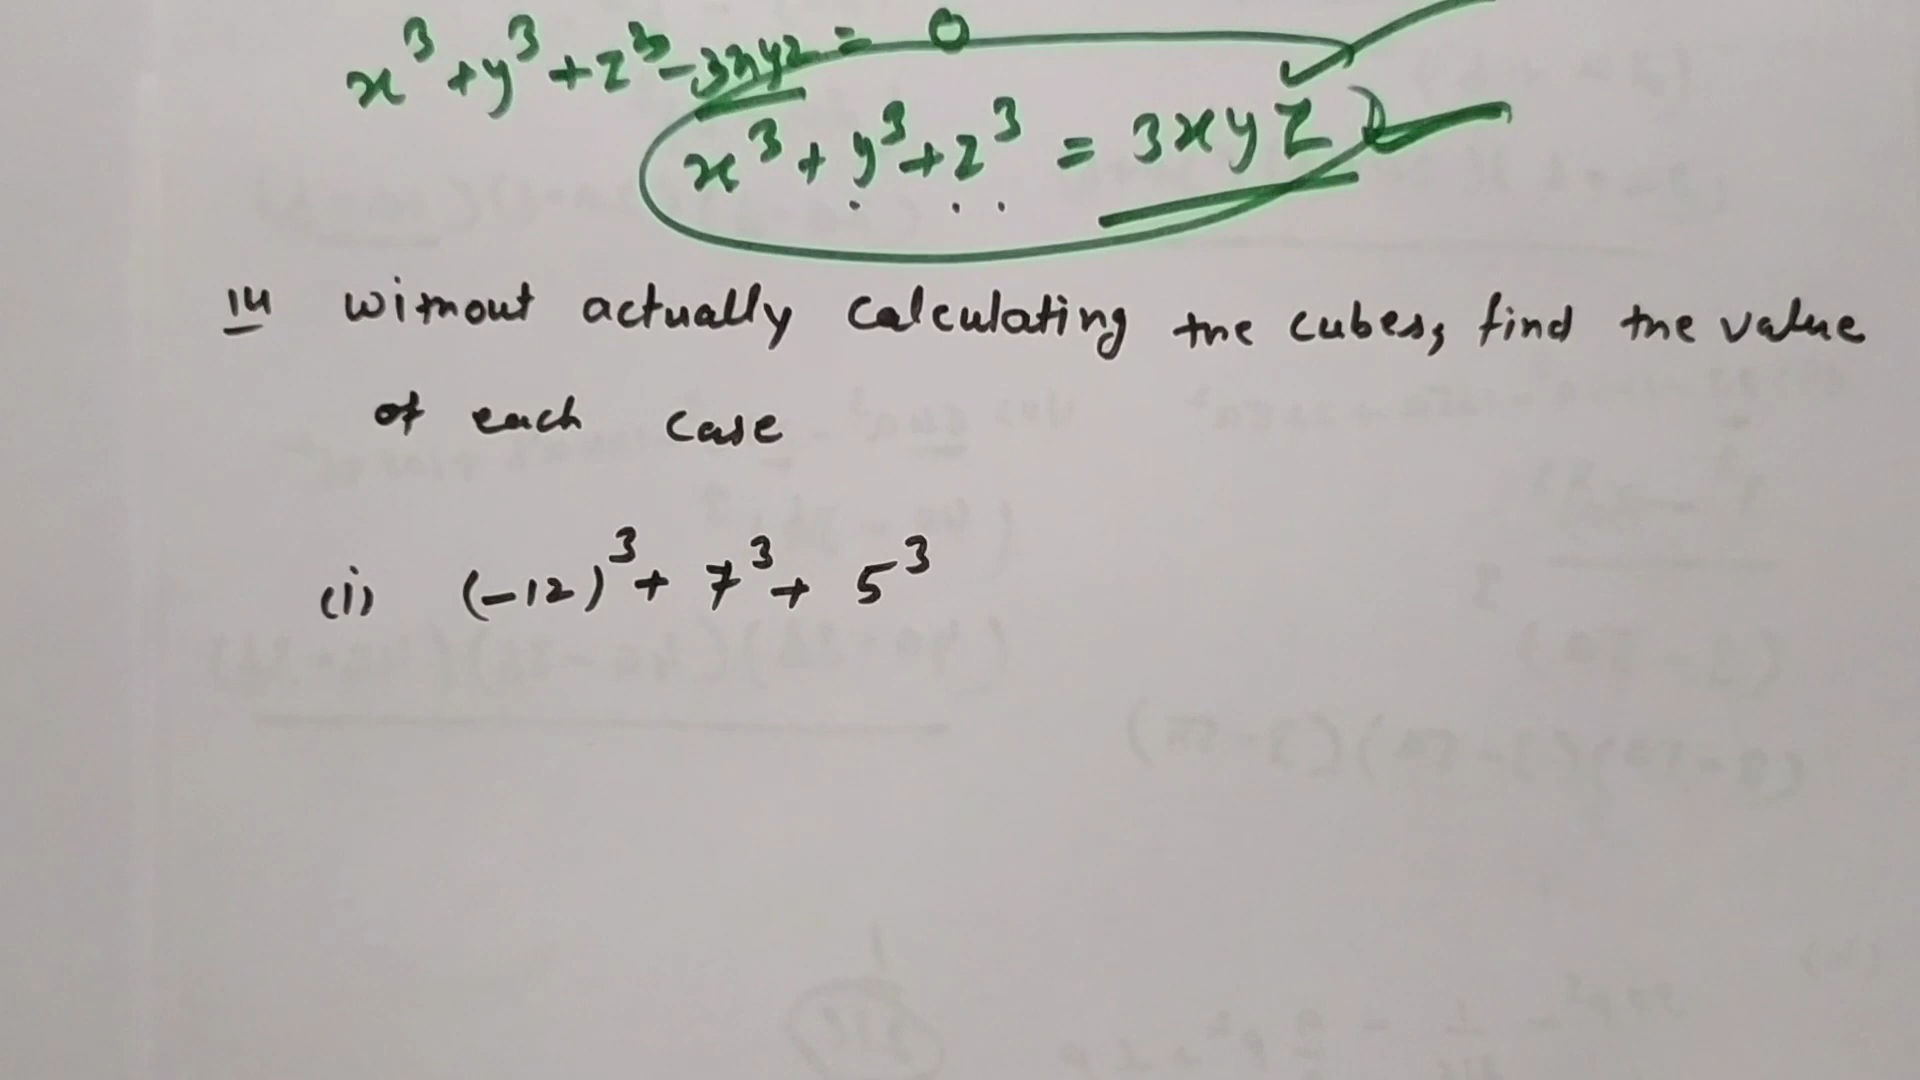 x³+y³+z³-3xyz = 0
x³ + y³+z³ = 3xyz
14 without actually calculating the cubes, find the value
of each case
(i) (-12)³+ 7³+ 5³